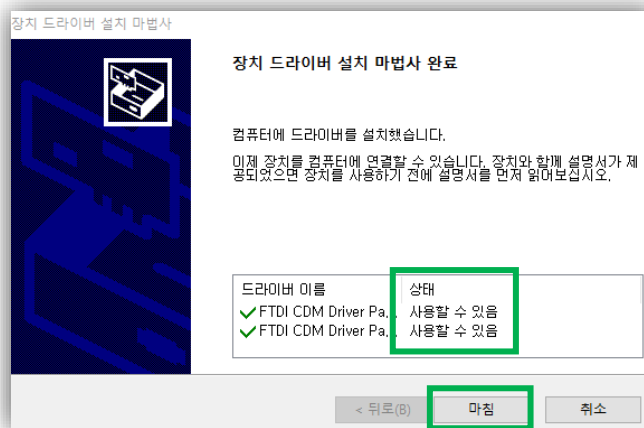 장치 드라이버 설치 마법사
장치 드라이버 설치 마법사 완료
컴퓨터에 드라이버를 설치했습니다.
이제 장치를 컴퓨터에 연결할 수 있습니다. 장치와 함께 설명서가 제
공되었으면 장치를 사용하기 전에 설명서를 먼저 읽어보십시오.
드라이버 이름 상태
FTDI CDM Driver Pa... 사용할 수 있음
FTDI CDM Driver Pa... 사용할 수 있음
< 뒤로(B) 마침 취소